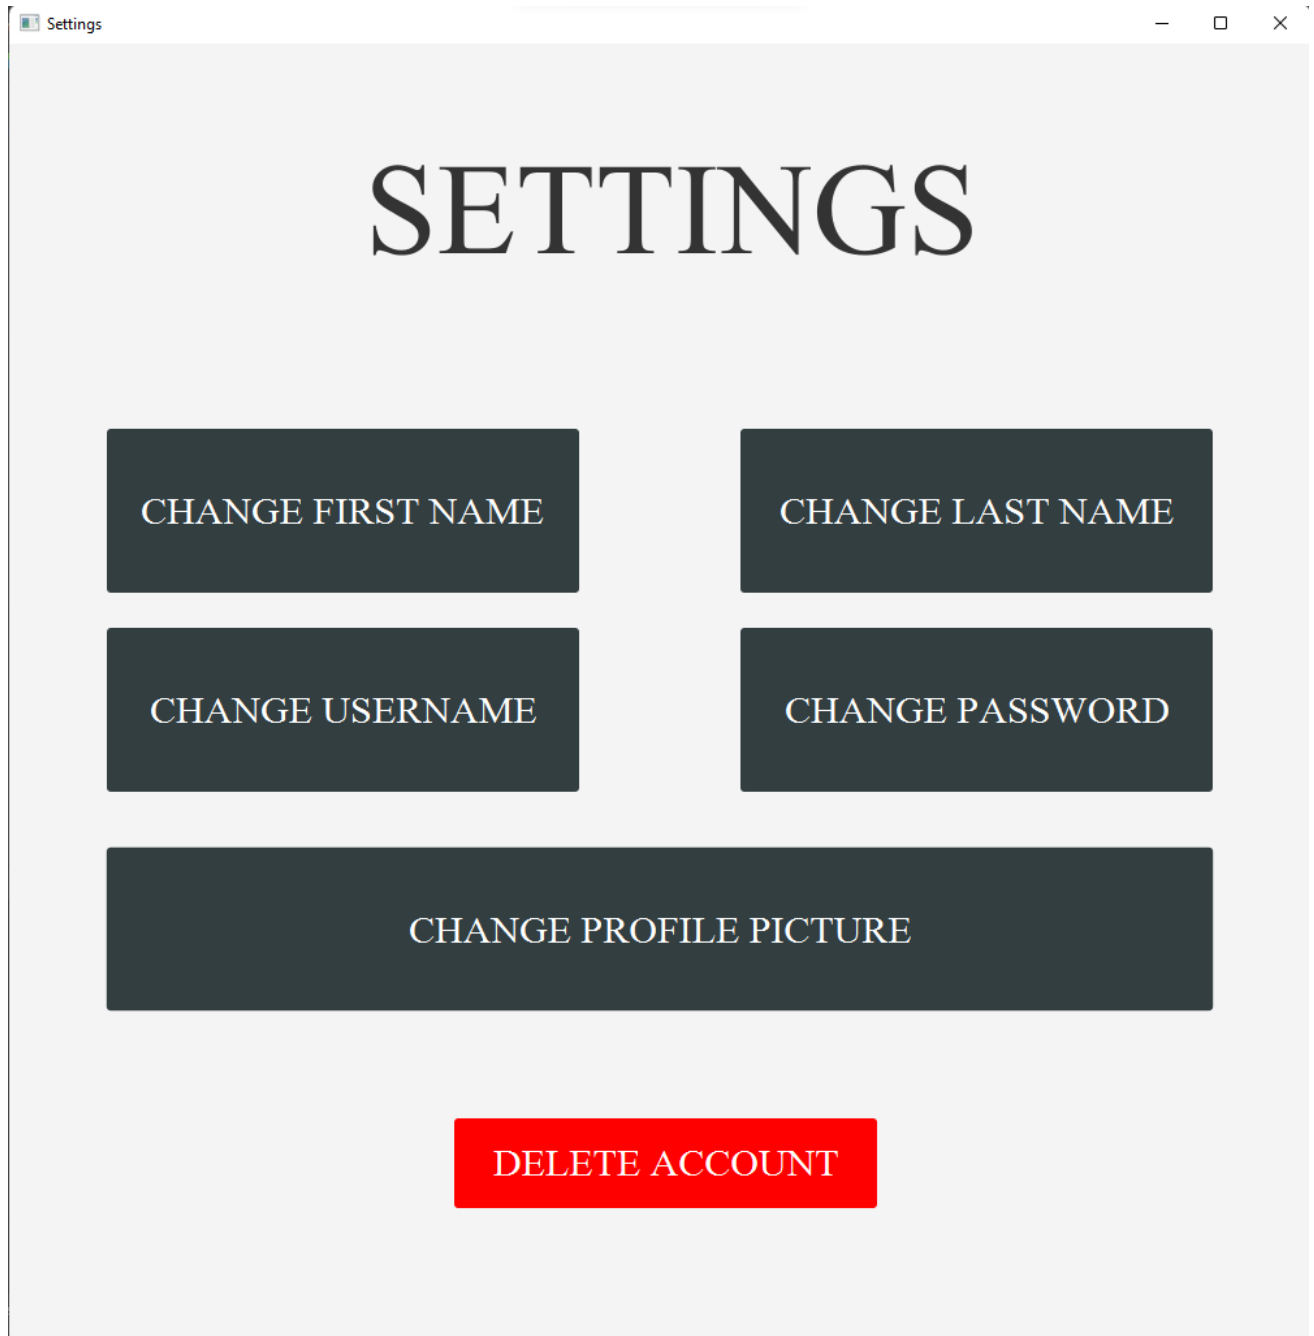 Settings
SETTINGS
CHANGE FIRST NAME
CHANGE LAST NAME
CHANGE USERNAME
CHANGE PASSWORD
CHANGE PROFILE PICTURE
DELETE ACCOUNT